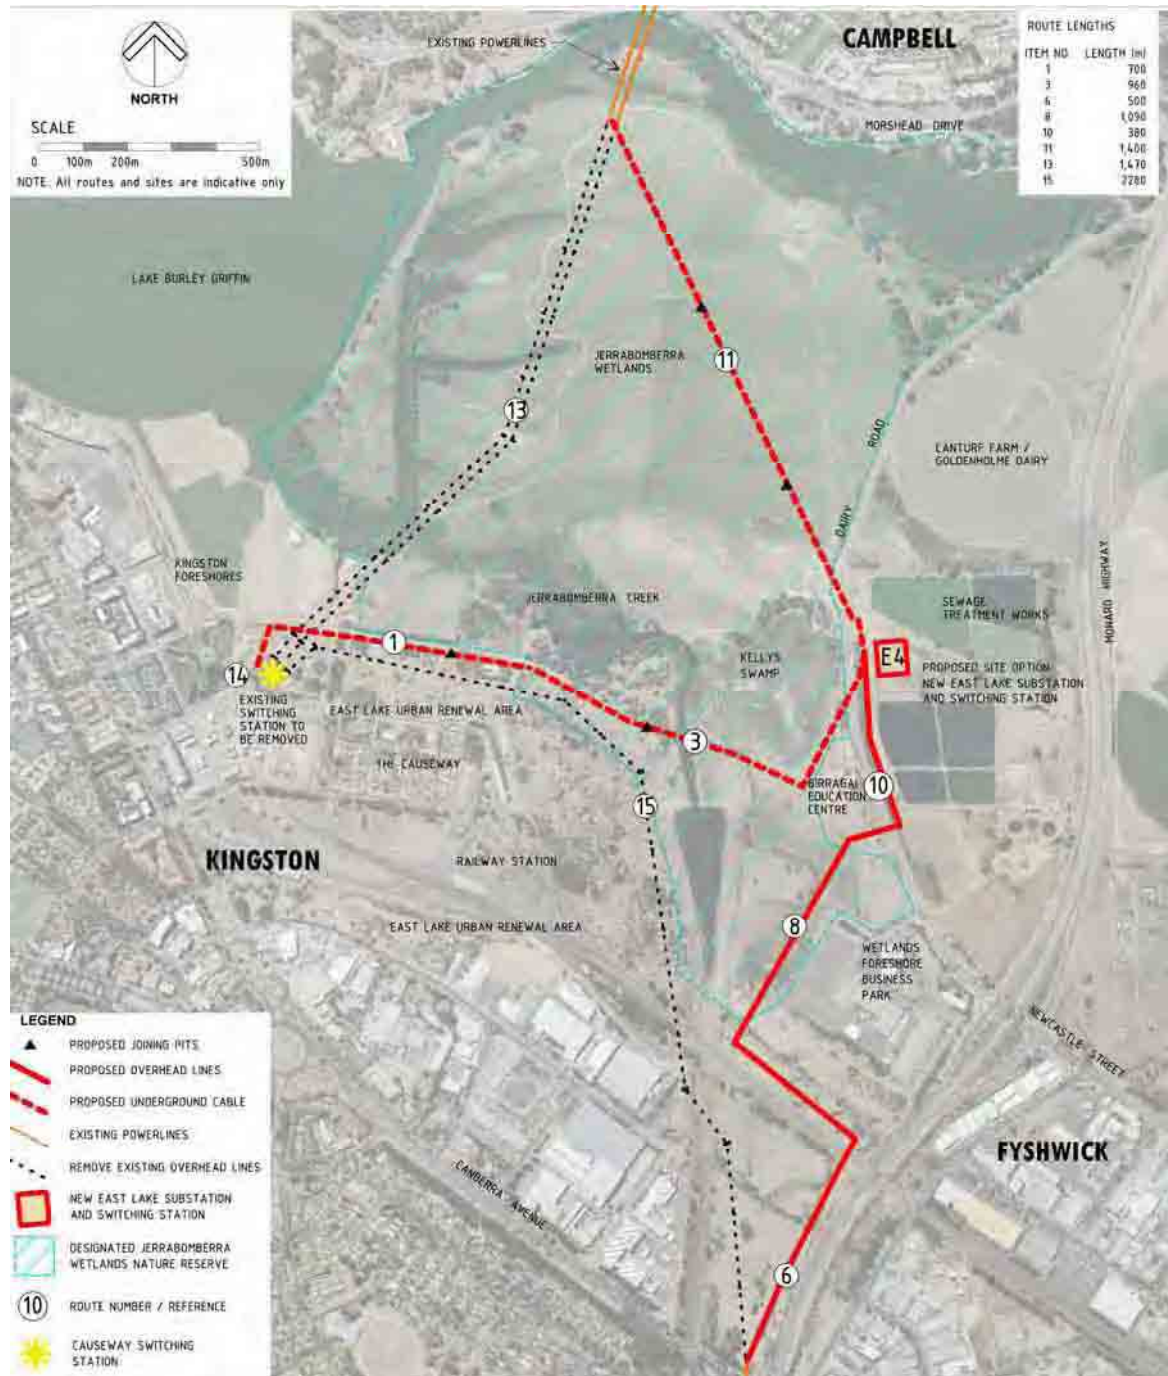 NORTH
SCALE
0 100m 200m 500m
NOTE: All routes and sites are indicative only
EXISTING POWERLINES
CAMPBELL
MORSHEAD DRIVE
ROUTE LENGTHS
ITEM NO LENGTH (m)
1 700
3 960
6 500
8 1,090
10 380
11 1,400
13 1,470
15 2280
LAKE BURLEY GRIFFIN
JERRABOMBERRA
WETLANDS
11
13
DAIRY ROAD
CANTURF FARM /
GOLDENHOLME DAIRY
MONARO HIGHWAY
KINGSTON
FORESHORES
JERRABOMBERRA CREEK
SEWAGE
TREATMENT WORKS
1
KELLYS
SWAMP
E4
PROPOSED SITE OPTION
NEW EAST LAKE SUBSTATION
AND SWITCHING STATION
14
EXISTING
SWITCHING
STATION TO
BE REMOVED
EAST LAKE URBAN RENEWAL AREA
3
THE CAUSEWAY
15
BIRRAGAI
EDUCATION
CENTRE
10
KINGSTON
RAILWAY STATION
EAST LAKE URBAN RENEWAL AREA
8
WETLANDS
FORESHORE
BUSINESS
PARK
NEWCASTLE STREET
FYSHWICK
CANBERRA AVENUE
6
LEGEND
PROPOSED JOINING PITS
PROPOSED OVERHEAD LINES
PROPOSED UNDERGROUND CABLE
EXISTING POWERLINES
REMOVE EXISTING OVERHEAD LINES
NEW EAST LAKE SUBSTATION
AND SWITCHING STATION
DESIGNATED JERRABOMBERRA
WETLANDS NATURE RESERVE
10 ROUTE NUMBER / REFERENCE
CAUSEWAY SWITCHING
STATION